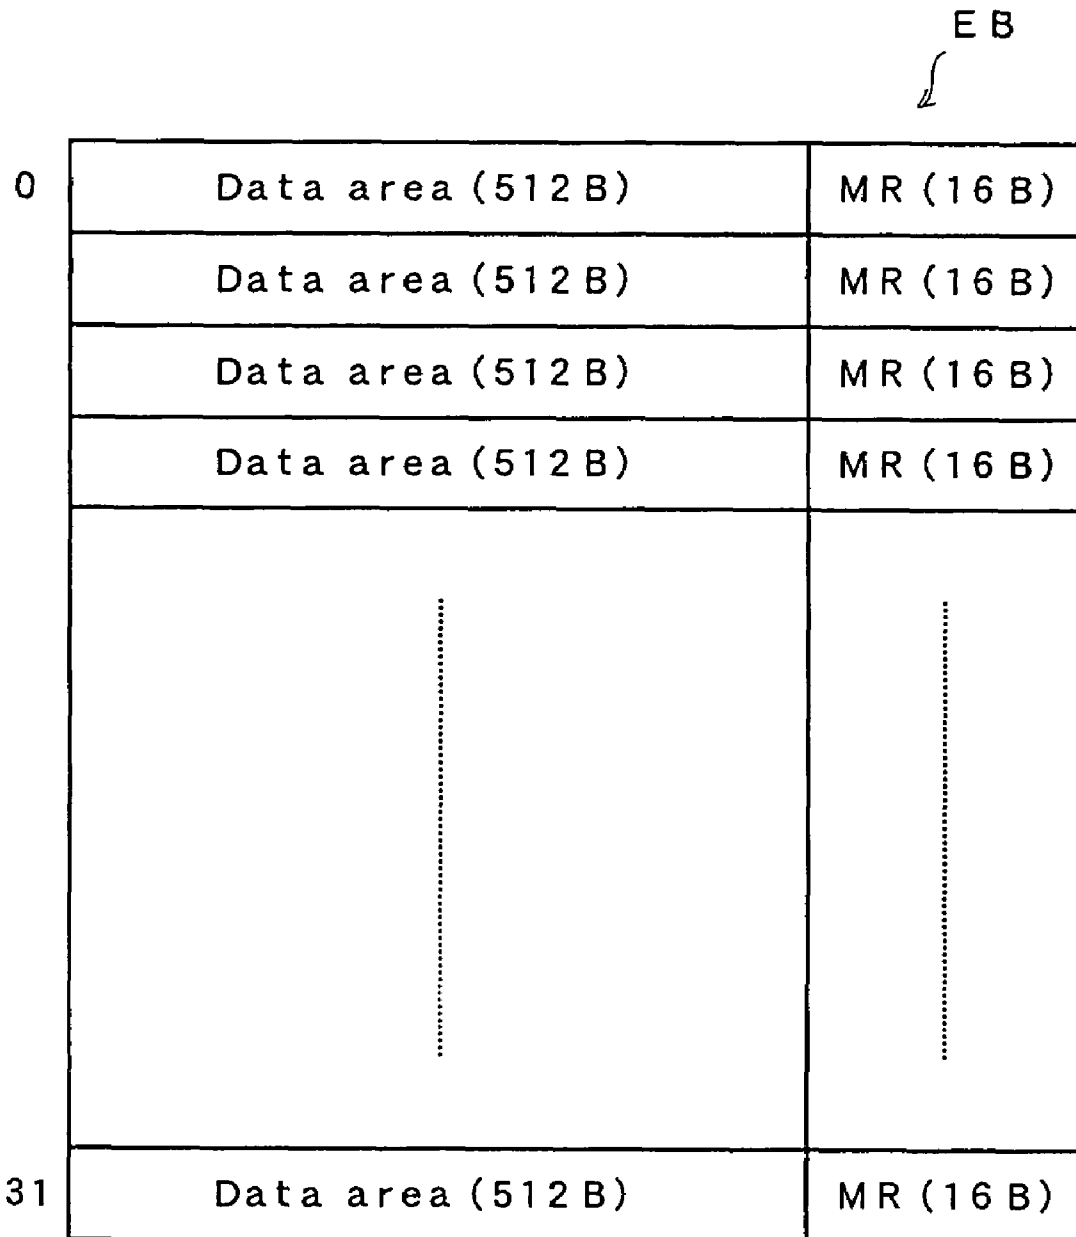 EB
0 Data area (512B) MR (16B)
Data area (512B) MR (16B)
Data area (512B) MR (16B)
Data area (512B) MR (16B)
31 Data area (512B) MR (16B)